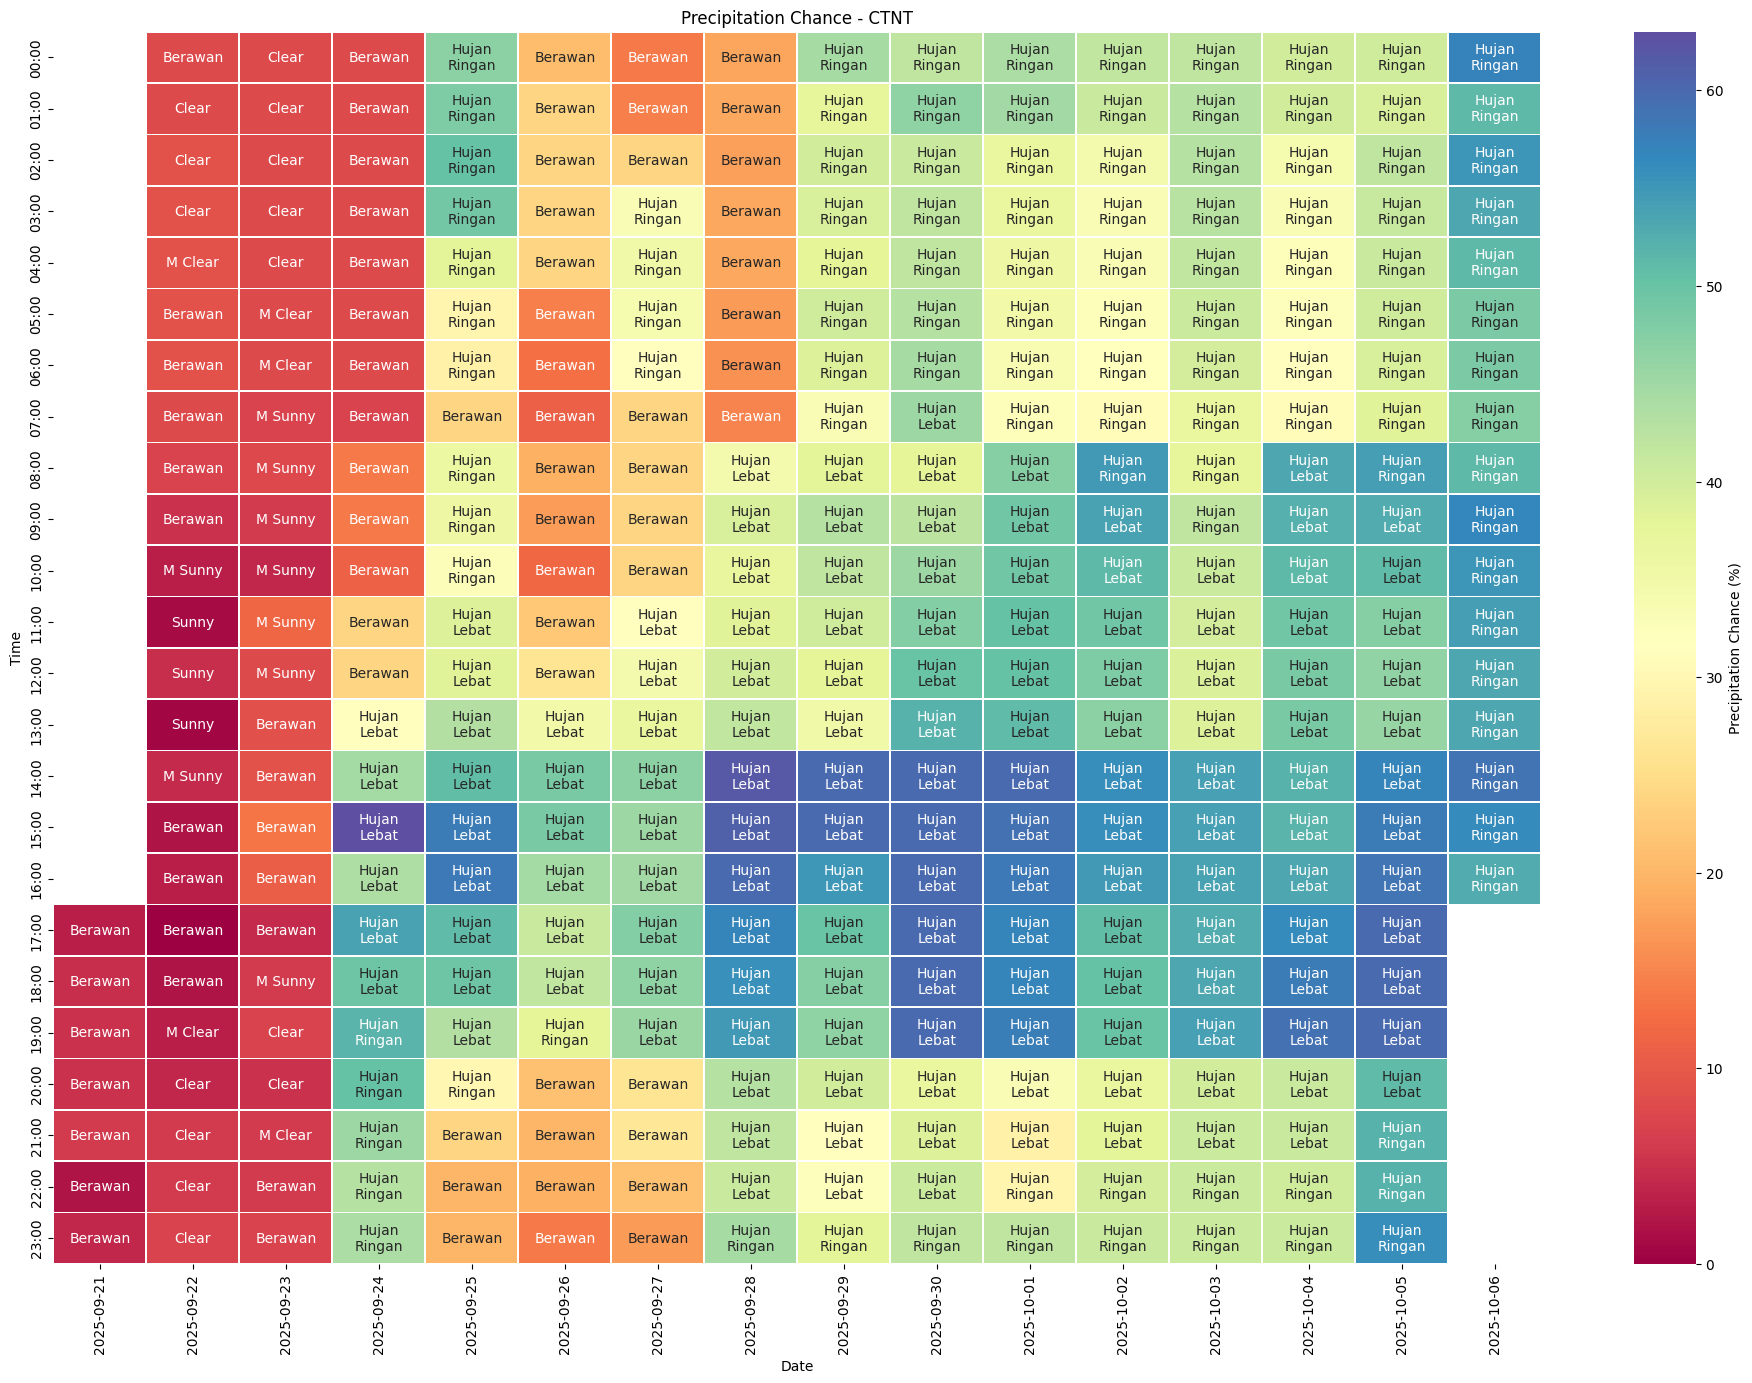 Precipitation Chance - CTNT
00:00 Berawan Clear Berawan Hujan Ringan Berawan Berawan Berawan Hujan Ringan Hujan Ringan Hujan Ringan Hujan Ringan Hujan Ringan Hujan Ringan Hujan Ringan Hujan Ringan
01:00 Clear Clear Berawan Hujan Ringan Berawan Berawan Berawan Hujan Ringan Hujan Ringan Hujan Ringan Hujan Ringan Hujan Ringan Hujan Ringan Hujan Ringan Hujan Ringan
02:00 Clear Clear Berawan Hujan Ringan Berawan Berawan Berawan Hujan Ringan Hujan Ringan Hujan Ringan Hujan Ringan Hujan Ringan Hujan Ringan Hujan Ringan Hujan Ringan
03:00 Clear Clear Berawan Hujan Ringan Berawan Hujan Ringan Berawan Hujan Ringan Hujan Ringan Hujan Ringan Hujan Ringan Hujan Ringan Hujan Ringan Hujan Ringan Hujan Ringan
04:00 M Clear Clear Berawan Hujan Ringan Berawan Hujan Ringan Berawan Hujan Ringan Hujan Ringan Hujan Ringan Hujan Ringan Hujan Ringan Hujan Ringan Hujan Ringan Hujan Ringan
05:00 Berawan M Clear Berawan Hujan Ringan Berawan Hujan Ringan Berawan Hujan Ringan Hujan Ringan Hujan Ringan Hujan Ringan Hujan Ringan Hujan Ringan Hujan Ringan Hujan Ringan
06:00 Berawan M Clear Berawan Hujan Ringan Berawan Hujan Ringan Berawan Hujan Ringan Hujan Ringan Hujan Ringan Hujan Ringan Hujan Ringan Hujan Ringan Hujan Ringan Hujan Ringan
07:00 Berawan M Sunny Berawan Berawan Berawan Berawan Berawan Hujan Ringan Hujan Lebat Hujan Ringan Hujan Ringan Hujan Ringan Hujan Ringan Hujan Ringan Hujan Ringan
08:00 Berawan M Sunny Berawan Hujan Ringan Berawan Berawan Hujan Lebat Hujan Lebat Hujan Lebat Hujan Lebat Hujan Ringan Hujan Ringan Hujan Lebat Hujan Ringan Hujan Ringan
09:00 Berawan M Sunny Berawan Hujan Ringan Berawan Berawan Hujan Lebat Hujan Lebat Hujan Lebat Hujan Lebat Hujan Lebat Hujan Ringan Hujan Lebat Hujan Lebat Hujan Ringan
10:00 M Sunny M Sunny Berawan Hujan Ringan Berawan Berawan Hujan Lebat Hujan Lebat Hujan Lebat Hujan Lebat Hujan Lebat Hujan Lebat Hujan Lebat Hujan Lebat Hujan Ringan
11:00 Sunny M Sunny Berawan Hujan Lebat Berawan Hujan Lebat Hujan Lebat Hujan Lebat Hujan Lebat Hujan Lebat Hujan Lebat Hujan Lebat Hujan Lebat Hujan Lebat Hujan Ringan
12:00 Sunny M Sunny Berawan Hujan Lebat Berawan Hujan Lebat Hujan Lebat Hujan Lebat Hujan Lebat Hujan Lebat Hujan Lebat Hujan Lebat Hujan Lebat Hujan Lebat Hujan Ringan
13:00 Sunny Berawan Hujan Lebat Hujan Lebat Hujan Lebat Hujan Lebat Hujan Lebat Hujan Lebat Hujan Lebat Hujan Lebat Hujan Lebat Hujan Lebat Hujan Lebat Hujan Lebat Hujan Ringan
14:00 M Sunny Berawan Hujan Lebat Hujan Lebat Hujan Lebat Hujan Lebat Hujan Lebat Hujan Lebat Hujan Lebat Hujan Lebat Hujan Lebat Hujan Lebat Hujan Lebat Hujan Lebat Hujan Ringan
15:00 Berawan Berawan Hujan Lebat Hujan Lebat Hujan Lebat Hujan Lebat Hujan Lebat Hujan Lebat Hujan Lebat Hujan Lebat Hujan Lebat Hujan Lebat Hujan Lebat Hujan Lebat Hujan Ringan
16:00 Berawan Berawan Hujan Lebat Hujan Lebat Hujan Lebat Hujan Lebat Hujan Lebat Hujan Lebat Hujan Lebat Hujan Lebat Hujan Lebat Hujan Lebat Hujan Lebat Hujan Lebat Hujan Ringan
17:00 Berawan Berawan Berawan Hujan Lebat Hujan Lebat Hujan Lebat Hujan Lebat Hujan Lebat Hujan Lebat Hujan Lebat Hujan Lebat Hujan Lebat Hujan Lebat Hujan Lebat Hujan Lebat
18:00 Berawan Berawan M Sunny Hujan Lebat Hujan Lebat Hujan Lebat Hujan Lebat Hujan Lebat Hujan Lebat Hujan Lebat Hujan Lebat Hujan Lebat Hujan Lebat Hujan Lebat Hujan Lebat
19:00 Berawan M Clear Clear Hujan Ringan Hujan Lebat Hujan Ringan Hujan Lebat Hujan Lebat Hujan Lebat Hujan Lebat Hujan Lebat Hujan Lebat Hujan Lebat Hujan Lebat Hujan Lebat
20:00 Berawan Clear Clear Hujan Ringan Hujan Ringan Berawan Berawan Hujan Lebat Hujan Lebat Hujan Lebat Hujan Lebat Hujan Lebat Hujan Lebat Hujan Lebat Hujan Lebat
21:00 Berawan Clear M Clear Hujan Ringan Berawan Berawan Berawan Hujan Lebat Hujan Lebat Hujan Lebat Hujan Lebat Hujan Lebat Hujan Lebat Hujan Lebat Hujan Ringan
22:00 Berawan Clear Berawan Hujan Ringan Berawan Berawan Berawan Hujan Lebat Hujan Lebat Hujan Lebat Hujan Ringan Hujan Ringan Hujan Ringan Hujan Ringan Hujan Ringan
23:00 Berawan Clear Berawan Hujan Ringan Berawan Berawan Berawan Hujan Ringan Hujan Ringan Hujan Ringan Hujan Ringan Hujan Ringan Hujan Ringan Hujan Ringan Hujan Ringan
2025-09-21 2025-09-22 2025-09-23 2025-09-24 2025-09-25 2025-09-26 2025-09-27 2025-09-28 2025-09-29 2025-09-30 2025-10-01 2025-10-02 2025-10-03 2025-10-04 2025-10-05 2025-10-06
Date
Time
60
50
40
30
20
10
0
Precipitation Chance (%)